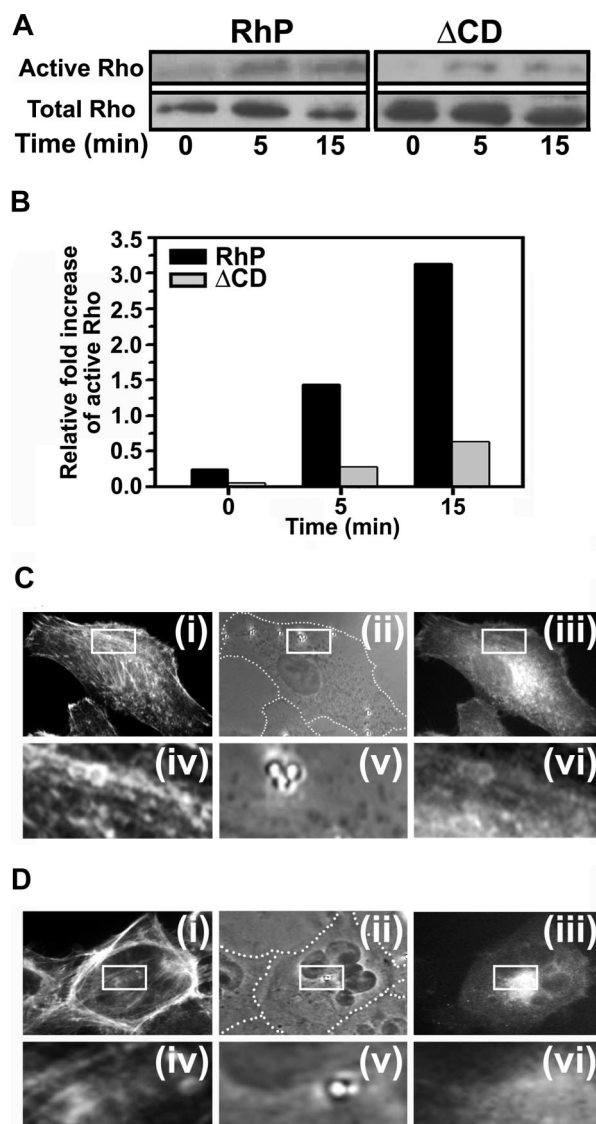 A
RhP ΔCD
Active Rho
Total Rho
Time (min) 0 5 15 0 5 15
B
Relative fold increase
of active Rho
3.5
3.0
2.5
2.0
1.5
1.0
0.5
0.0
RhP
ΔCD
0 5 15
Time (min)
C
(i) (ii) (iii)
(iv) (v) (vi)
D
(i) (ii) (iii)
(iv) (v) (vi)